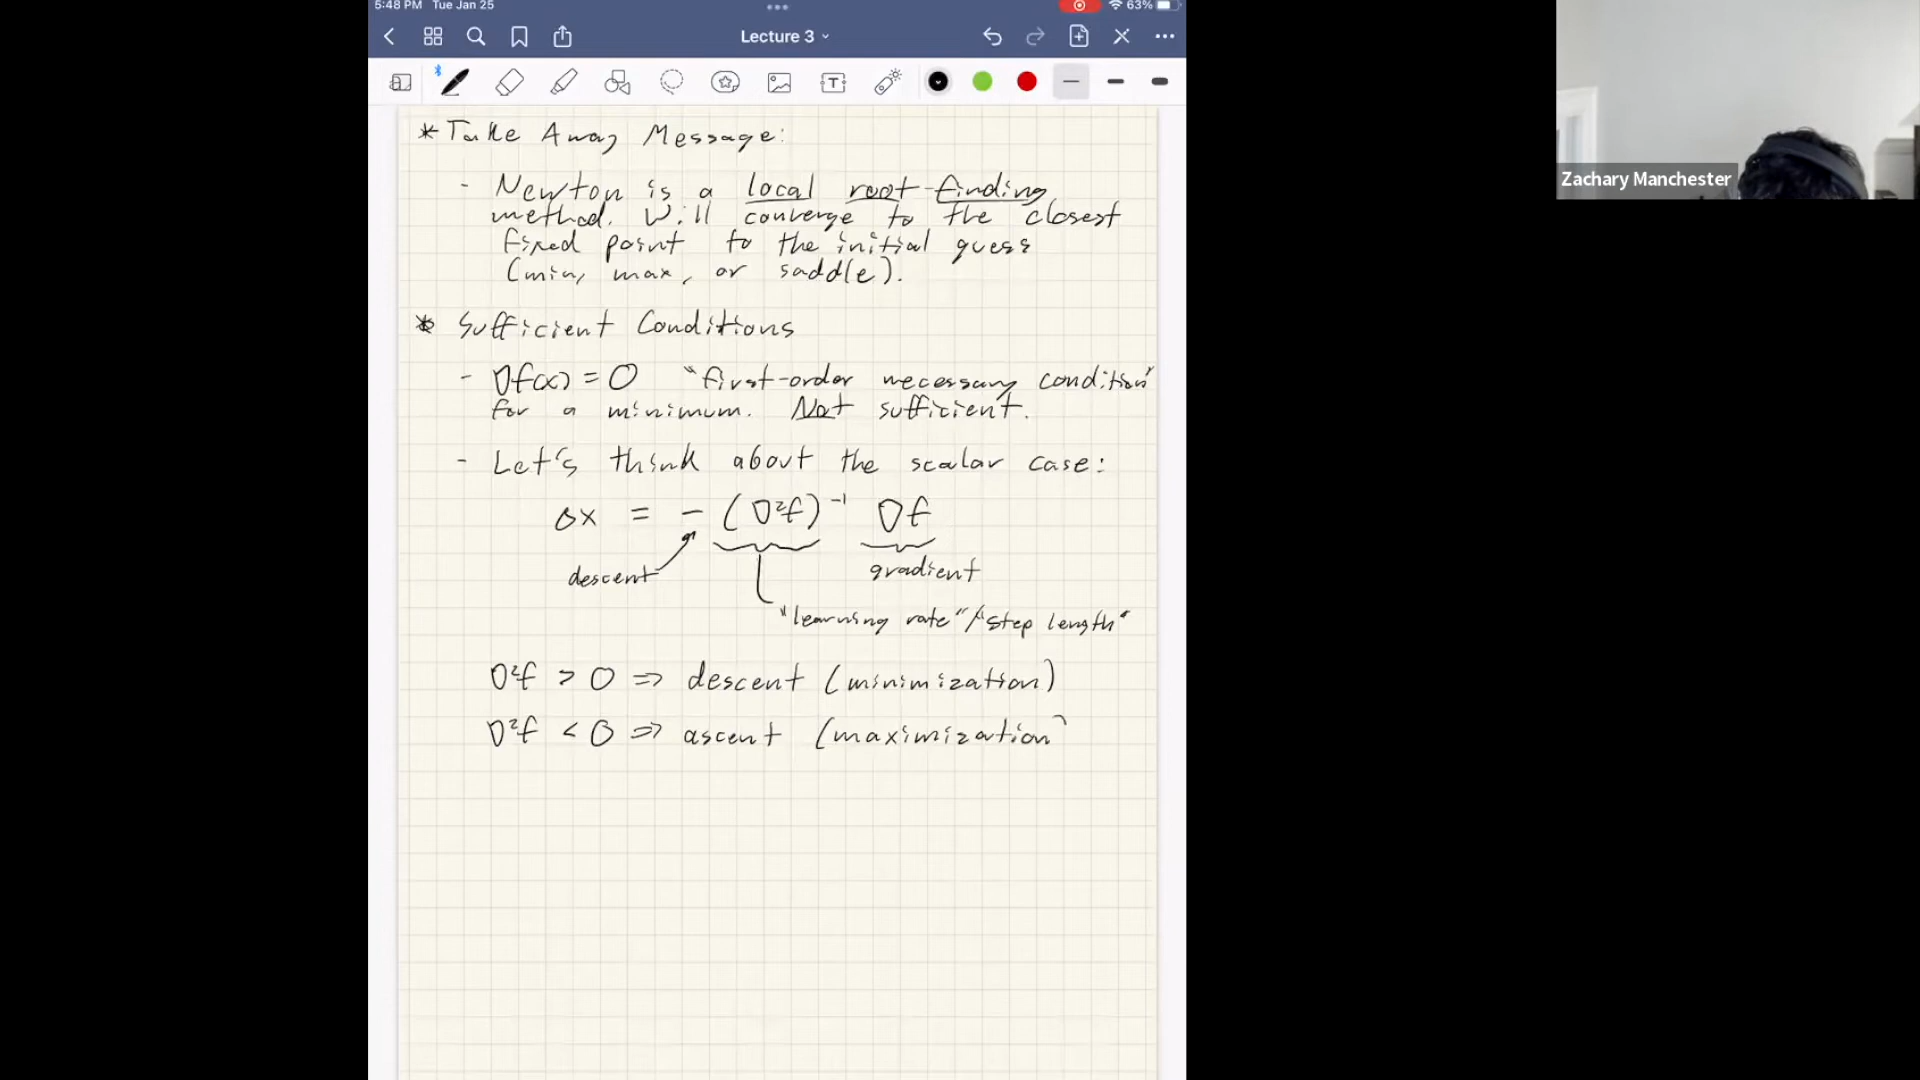 5:48 PM Tue Jan 25
63%
Lecture 3
Zachary Manchester
* Take Away Message:
- Newton is a local root-finding
method. Will converge to the closest
fixed point to the initial guess
(min, max, or saddle).
* Sufficient Conditions
- ∇f(x) = 0 "first-order necessary condition"
for a minimum. Not sufficient.
- Let's think about the scalar case:
Δx = - (∇²f)⁻¹ ∇f
descent
gradient
"learning rate"/"step length"
∇²f > 0 ⇒ descent (minimization)
∇²f < 0 ⇒ ascent (maximization)